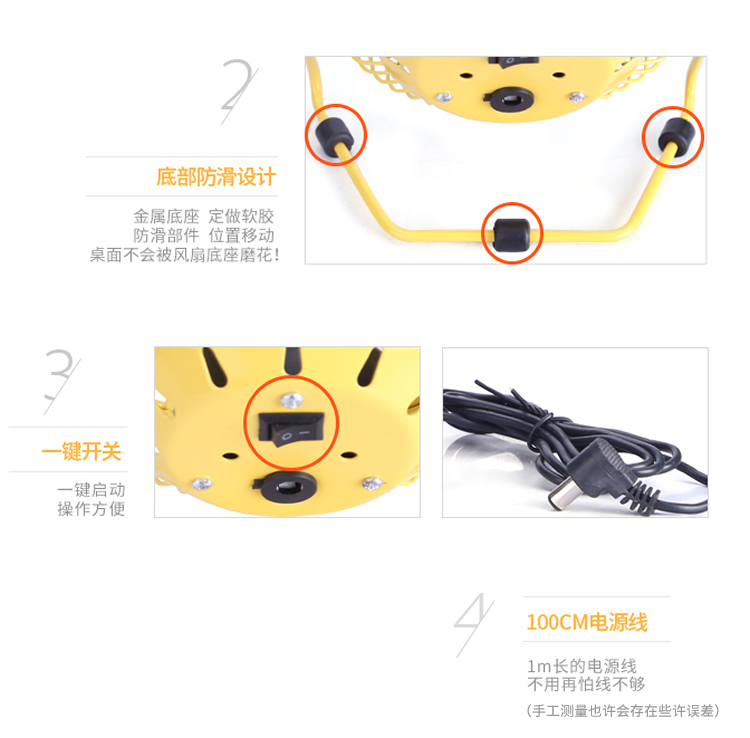 2
底部防滑设计
金属底座 定做软胶
防滑部件 位置移动
桌面不会被风扇底座磨花!
3
一键开关
一键启动
操作方便
4
100CM电源线
1m长的电源线
不用再怕线不够
(手工测量也许会存在些许误差)